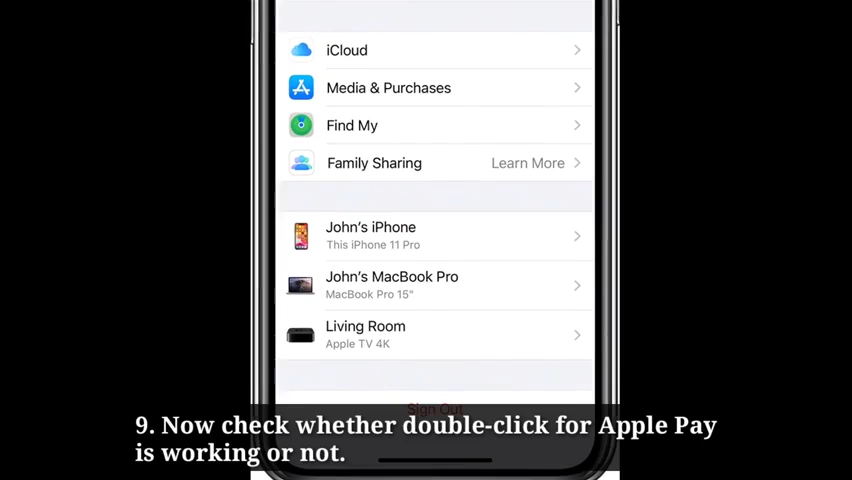 iCloud
Media & Purchases
Find My
Family Sharing Learn More
John's iPhone
This iPhone 11 Pro
John's MacBook Pro
MacBook Pro 15"
Living Room
Apple TV 4K
Sign Out
9. Now check whether double-click for Apple Pay
is working or not.